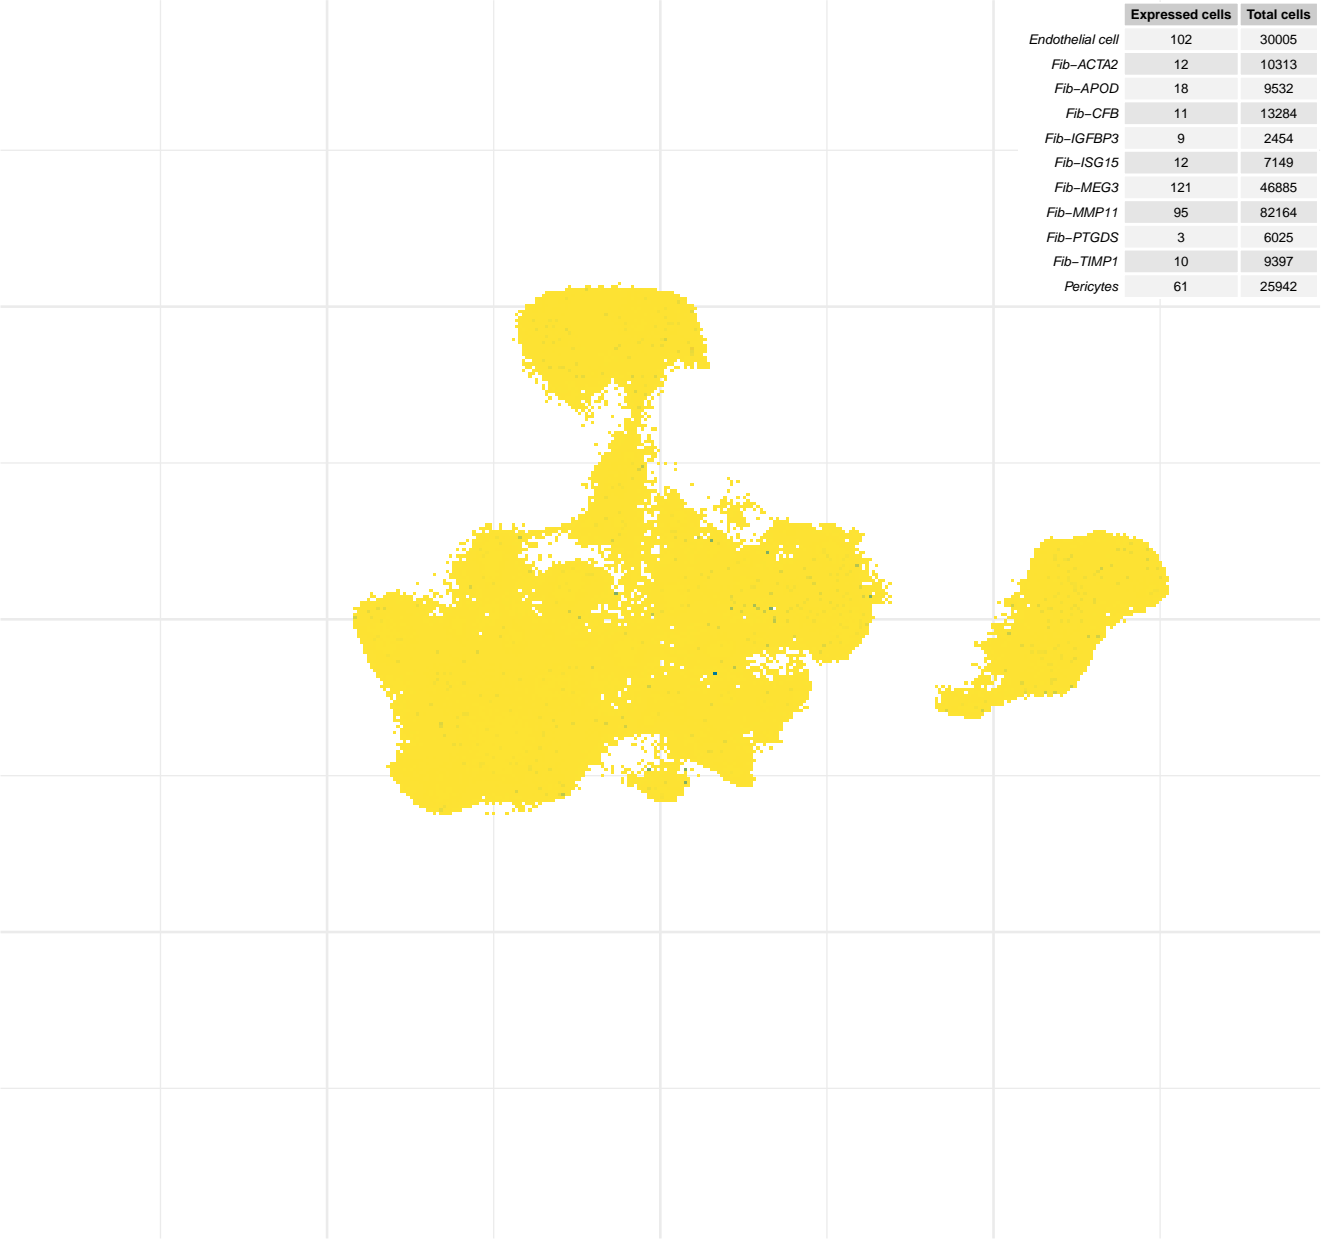 Expressed cells Total cells
Endothelial cell 102 30005
Fib−ACTA2 12 10313
Fib−APOD 18 9532
Fib−CFB 11 13284
Fib−IGFBP3 9 2454
Fib−ISG15 12 7149
Fib−MEG3 121 46885
Fib−MMP11 95 82164
Fib−PTGDS 3 6025
Fib−TIMP1 10 9397
Pericytes 61 25942